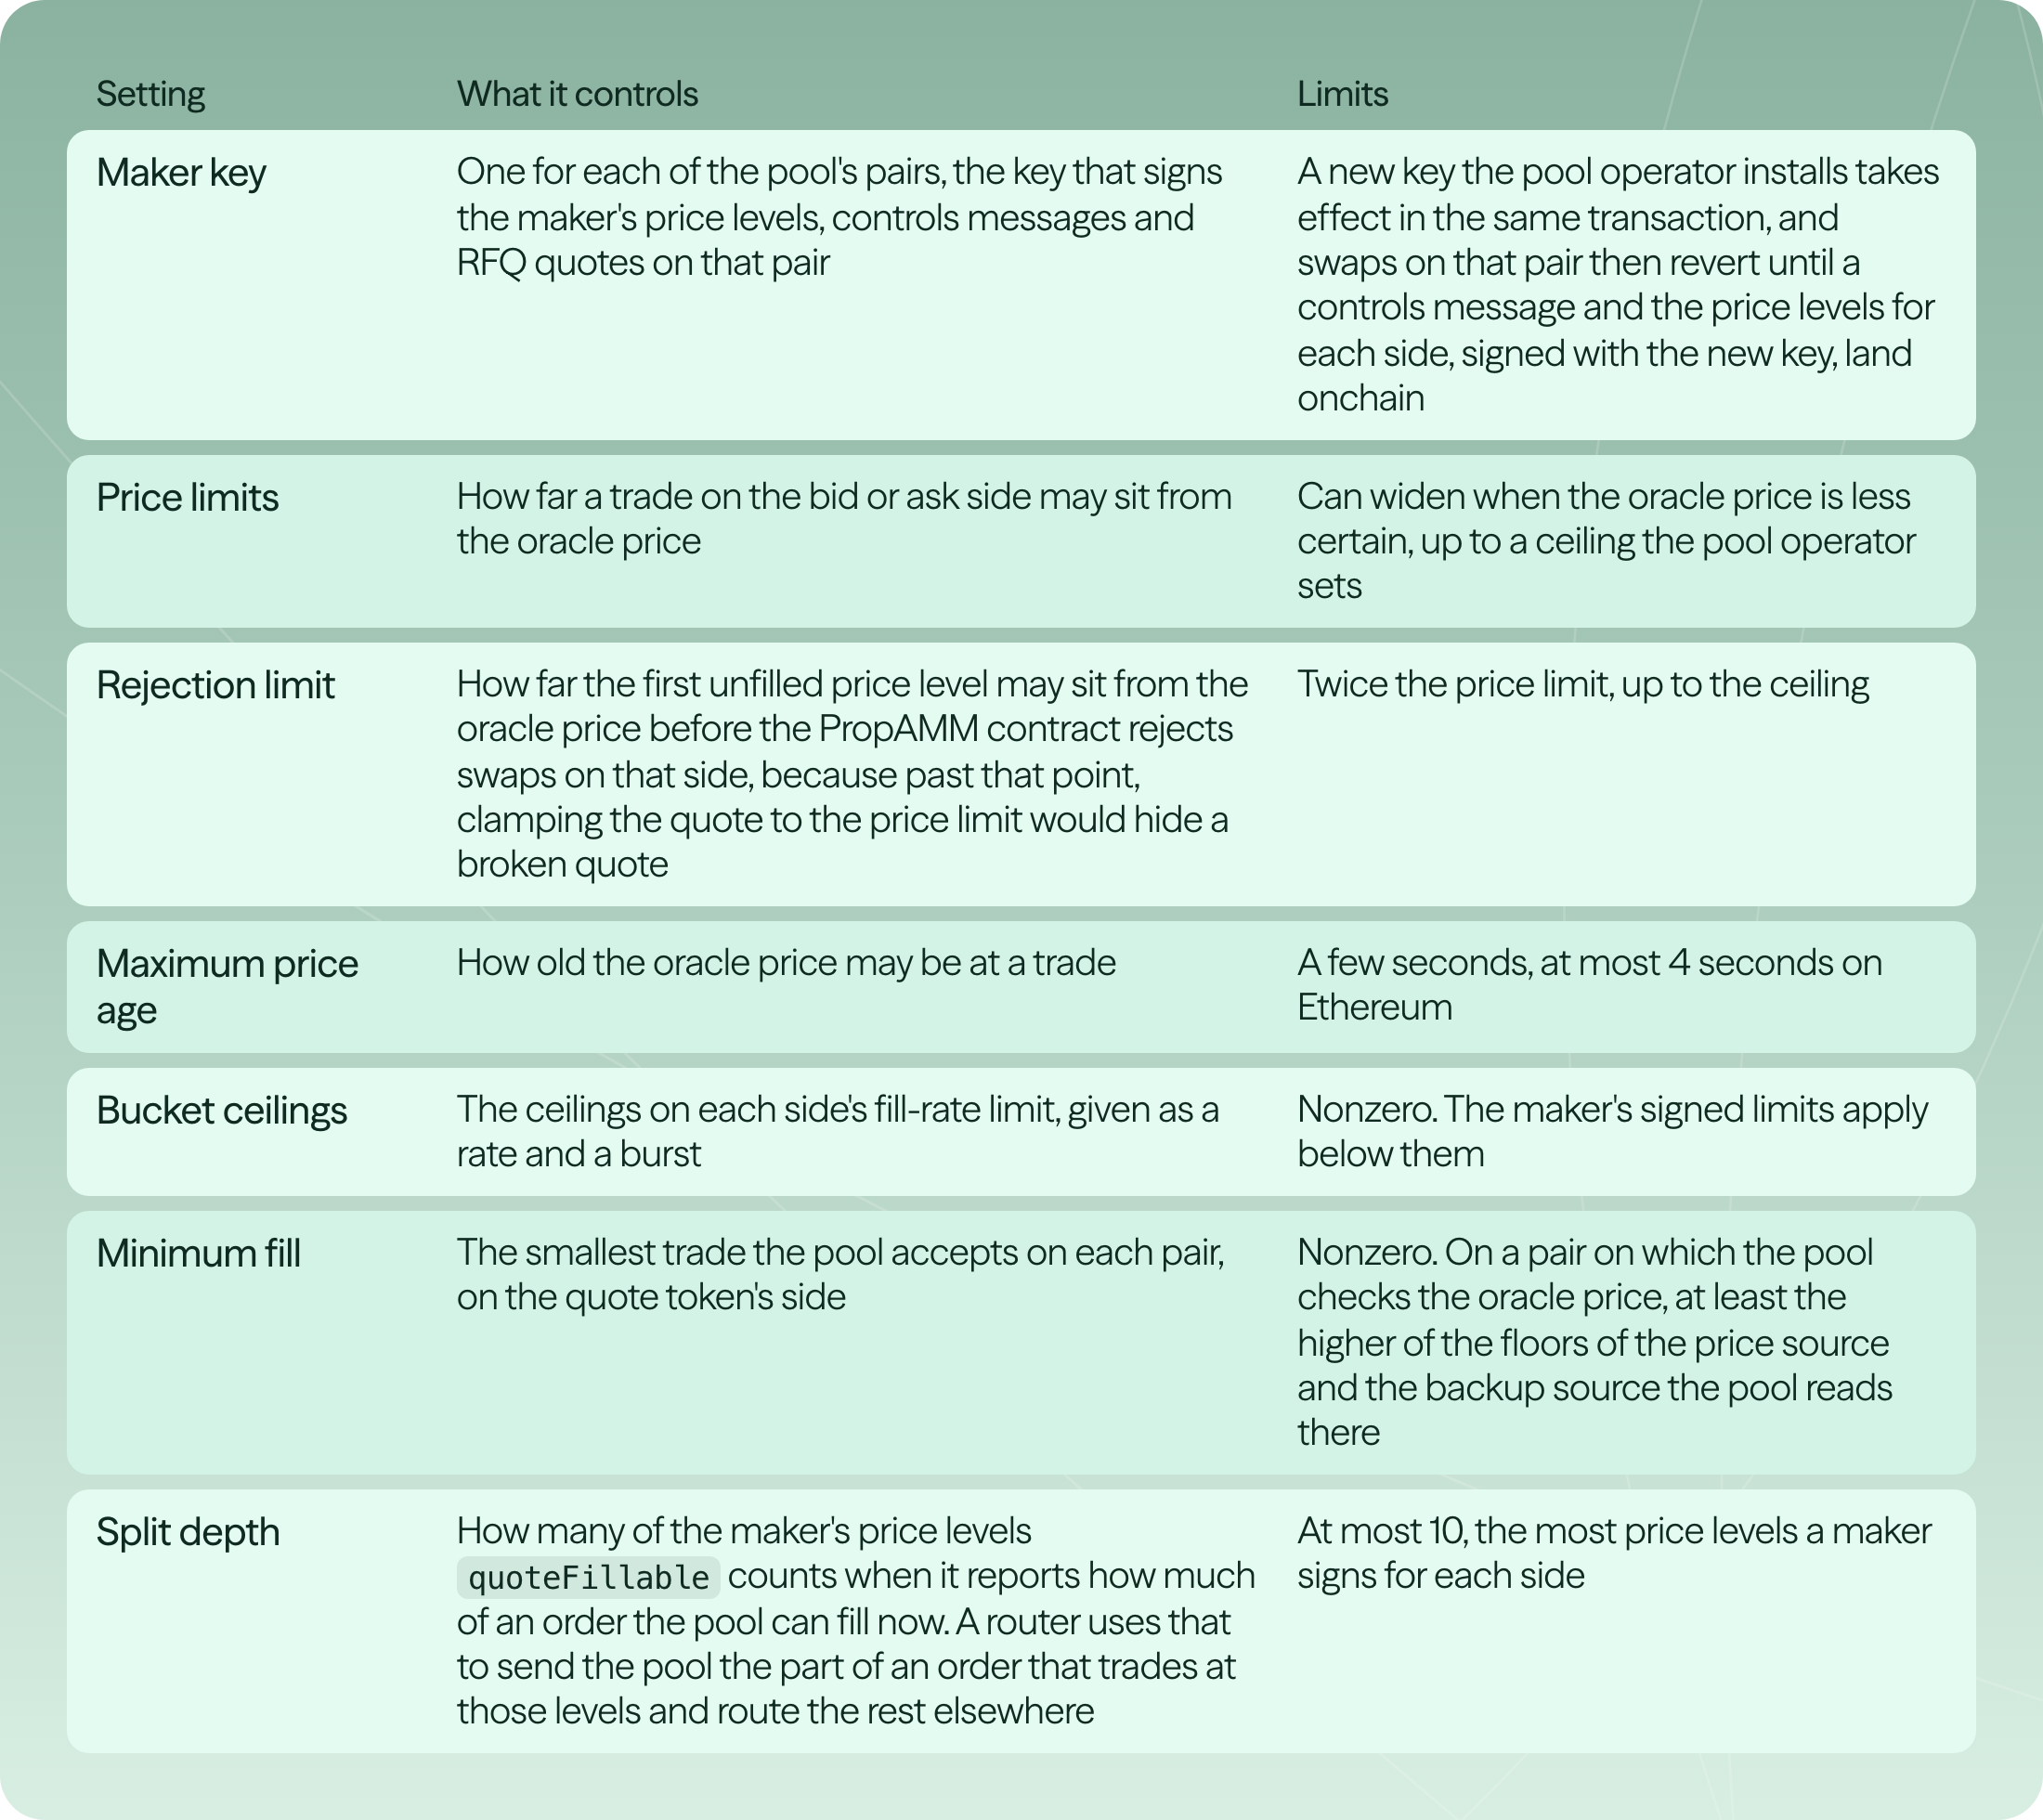 Setting
What it controls
Limits
Maker key
One for each of the pool's pairs, the key that signs
the maker's price levels, controls messages and
RFQ quotes on that pair
A new key the pool operator installs takes
effect in the same transaction, and
swaps on that pair then revert until a
controls message and the price levels for
each side, signed with the new key, land
onchain
Price limits
How far a trade on the bid or ask side may sit from
the oracle price
Can widen when the oracle price is less
certain, up to a ceiling the pool operator
sets
Rejection limit
How far the first unfilled price level may sit from the
oracle price before the PropAMM contract rejects
swaps on that side, because past that point,
clamping the quote to the price limit would hide a
broken quote
Twice the price limit, up to the ceiling
Maximum price
age
How old the oracle price may be at a trade
A few seconds, at most 4 seconds on
Ethereum
Bucket ceilings
The ceilings on each side's fill-rate limit, given as a
rate and a burst
Nonzero. The maker's signed limits apply
below them
Minimum fill
The smallest trade the pool accepts on each pair,
on the quote token's side
Nonzero. On a pair on which the pool
checks the oracle price, at least the
higher of the floors of the price source
and the backup source the pool reads
there
Split depth
How many of the maker's price levels
quoteFillable counts when it reports how much
of an order the pool can fill now. A router uses that
to send the pool the part of an order that trades at
those levels and route the rest elsewhere
At most 10, the most price levels a maker
signs for each side